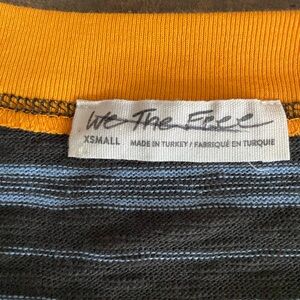 We The Free
XSMALL MADE IN TURKEY / FABRIQUÉ EN TURQUIE